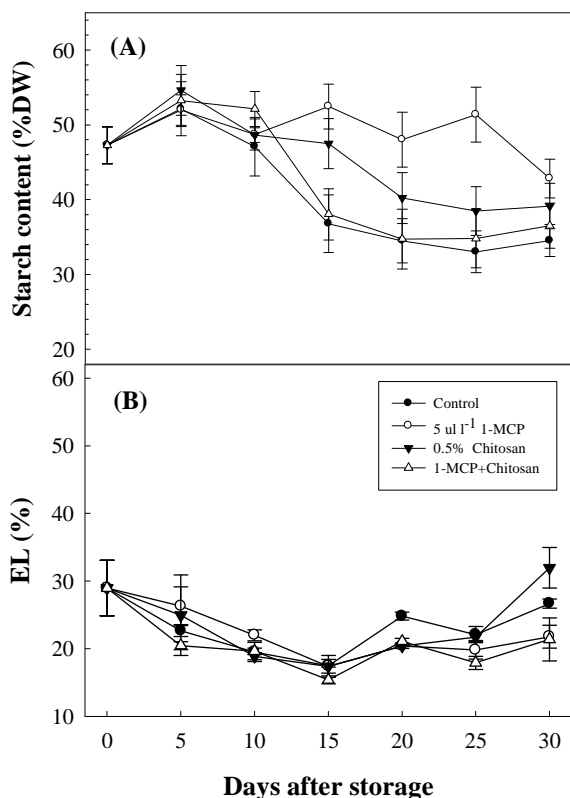 (A)
60
50
40
30
20
Starch content (%DW)
(B)
60
50
40
30
20
10
EL (%)
Control
5 ul l⁻¹ 1-MCP
0.5% Chitosan
1-MCP+Chitosan
0 5 10 15 20 25 30
Days after storage